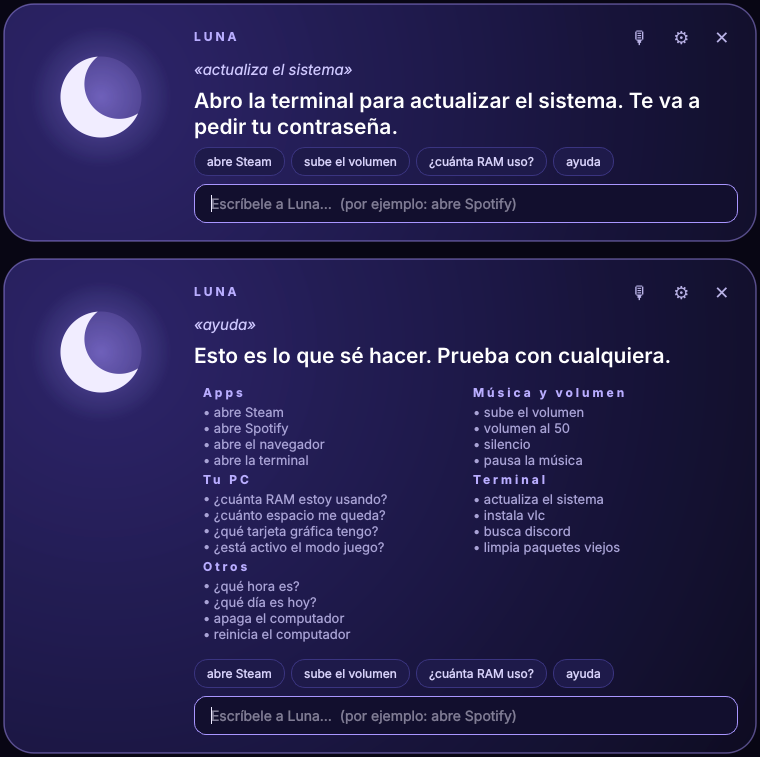 LUNA
«actualiza el sistema»
Abro la terminal para actualizar el sistema. Te va a
pedir tu contraseña.
abre Steam
sube el volumen
¿cuánta RAM uso?
ayuda
Escríbele a Luna... (por ejemplo: abre Spotify)
LUNA
«ayuda»
Esto es lo que sé hacer. Prueba con cualquiera.
Apps
• abre Steam
• abre Spotify
• abre el navegador
• abre la terminal
Música y volumen
• sube el volumen
• volumen al 50
• silencio
• pausa la música
Tu PC
• ¿cuánta RAM estoy usando?
• ¿cuánto espacio me queda?
• ¿qué tarjeta gráfica tengo?
• ¿está activo el modo juego?
Terminal
• actualiza el sistema
• instala vlc
• busca discord
• limpia paquetes viejos
Otros
• ¿qué hora es?
• ¿qué día es hoy?
• apaga el computador
• reinicia el computador
abre Steam
sube el volumen
¿cuánta RAM uso?
ayuda
Escríbele a Luna... (por ejemplo: abre Spotify)